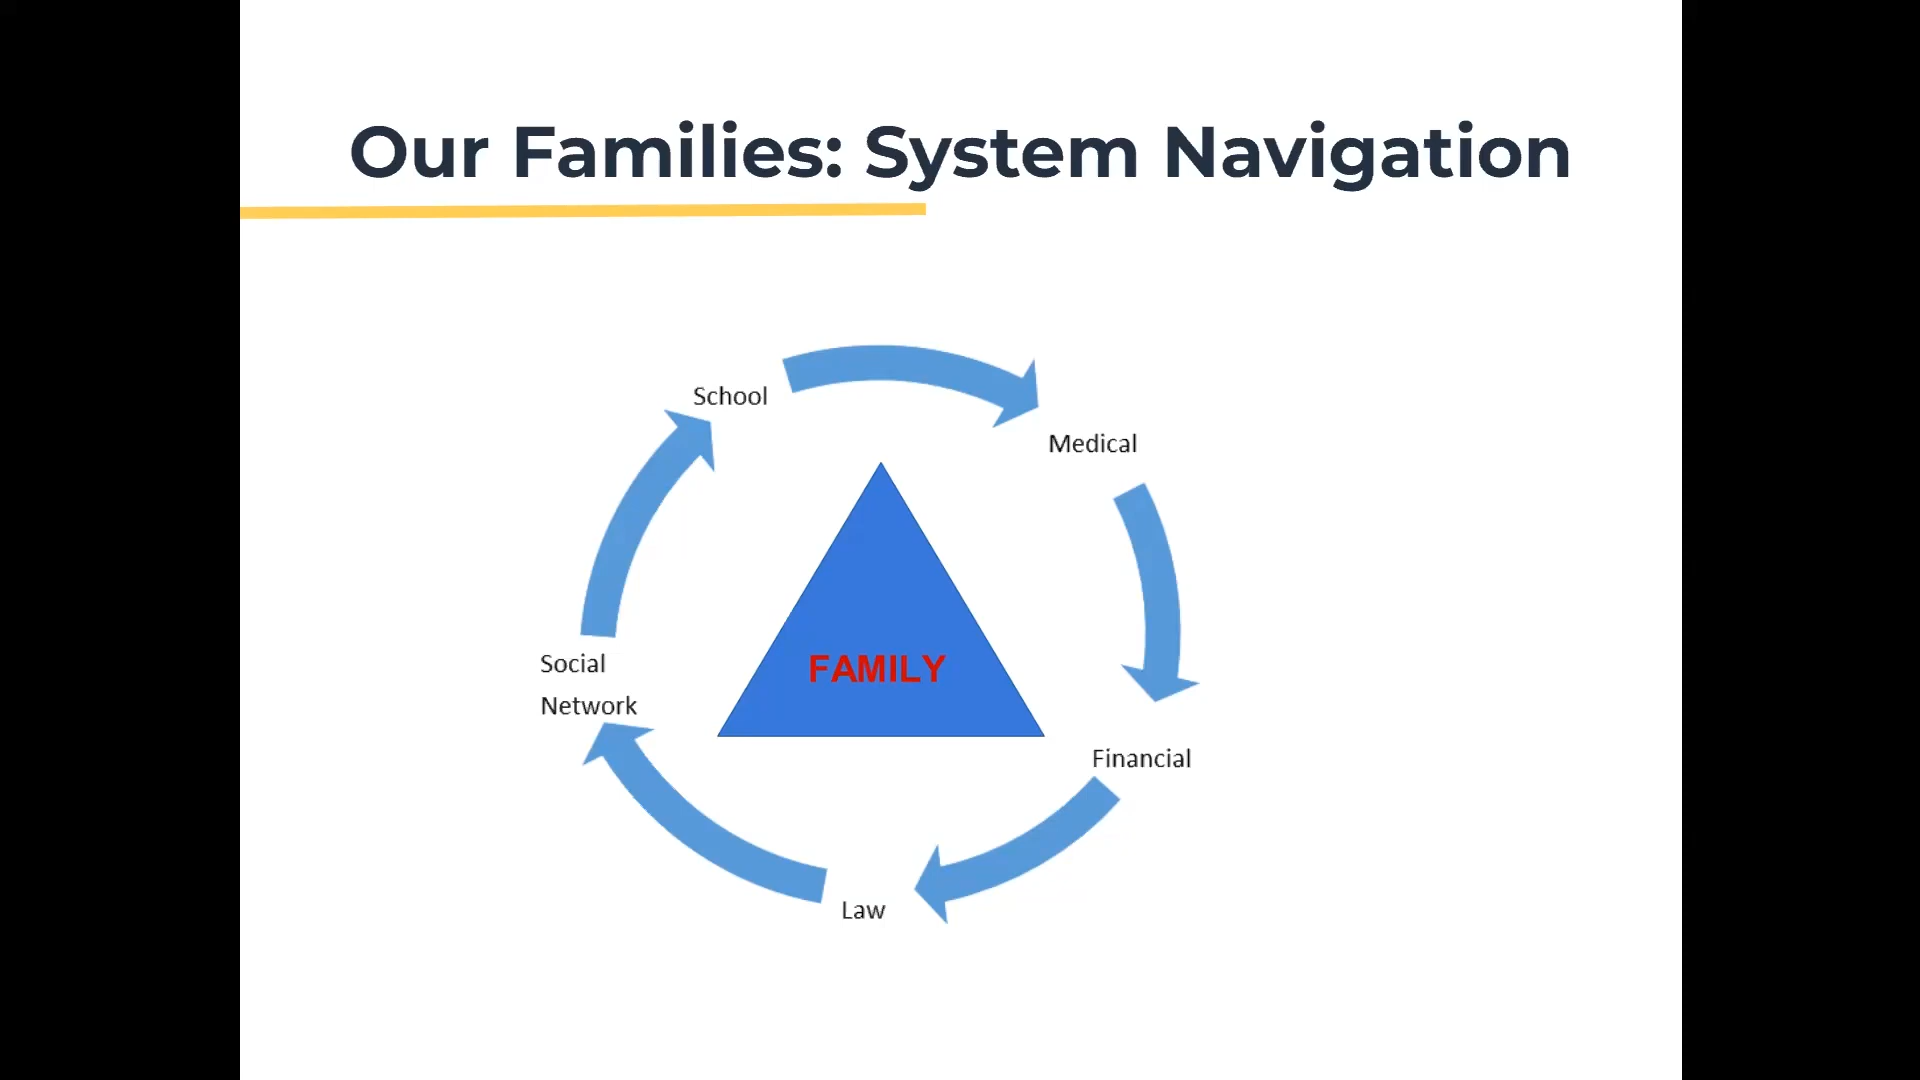 Our Families: System Navigation
School
Medical
FAMILY
Social
Network
Financial
Law